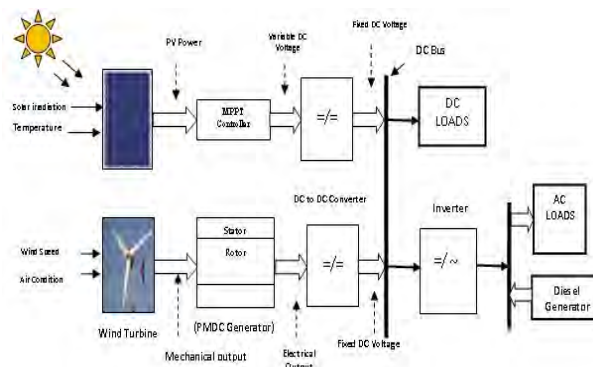 PV Power
Variable DC
Voltage
Fixed DC Voltage
DC Bus
Solar irradiation
Temperature
MPPT
Controller
=/=
DC
LOADS
DC to DC Converter
Inverter
AC
LOADS
Wind Speed
Air Condition
Stator
Rotor
=/=
=/~
Diesel
Generator
Wind Turbine
(PMDC Generator)
Mechanical output
Electrical
Output
Fixed DC Voltage